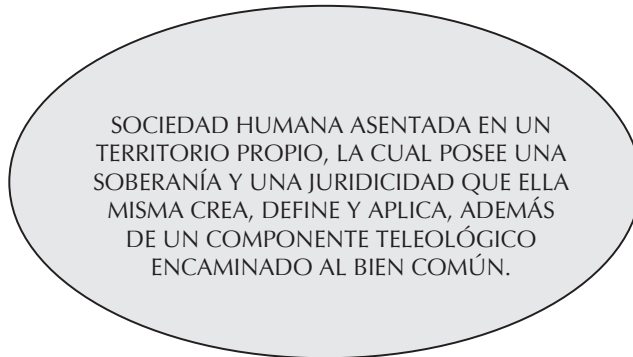 SOCIEDAD HUMANA ASENTADA EN UN
TERRITORIO PROPIO, LA CUAL POSEE UNA
SOBERANÍA Y UNA JURIDICIDAD QUE ELLA
MISMA CREA, DEFINE Y APLICA, ADEMÁS
DE UN COMPONENTE TELEOLÓGICO
ENCAMINADO AL BIEN COMÚN.